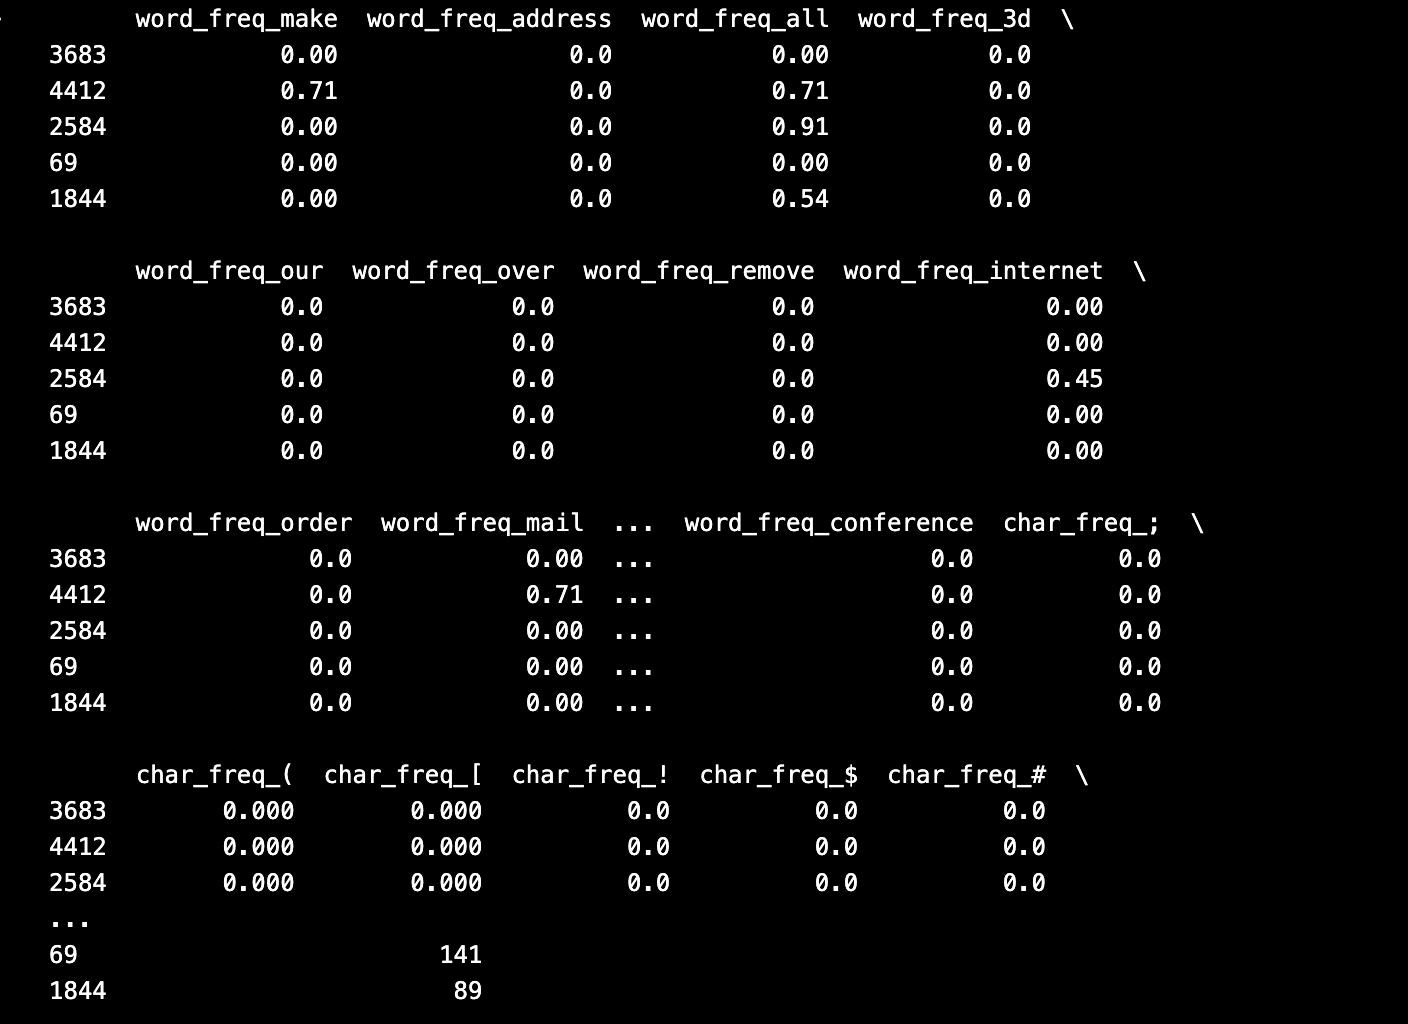 word_freq_make  word_freq_address  word_freq_all  word_freq_3d  \
3683            0.00                0.0           0.00           0.0
4412            0.71                0.0           0.71           0.0
2584            0.00                0.0           0.91           0.0
69              0.00                0.0           0.00           0.0
1844            0.00                0.0           0.54           0.0
word_freq_our  word_freq_over  word_freq_remove  word_freq_internet  \
3683            0.0             0.0               0.0                0.00
4412            0.0             0.0               0.0                0.00
2584            0.0             0.0               0.0                0.45
69              0.0             0.0               0.0                0.00
1844            0.0             0.0               0.0                0.00
word_freq_order  word_freq_mail  ...  word_freq_conference  char_freq_;  \
3683              0.0            0.00  ...                   0.0          0.0
4412              0.0            0.71  ...                   0.0          0.0
2584              0.0            0.00  ...                   0.0          0.0
69                0.0            0.00  ...                   0.0          0.0
1844              0.0            0.00  ...                   0.0          0.0
char_freq_(  char_freq_[  char_freq_!  char_freq_$  char_freq_#  \
3683        0.000        0.000          0.0          0.0          0.0
4412        0.000        0.000          0.0          0.0          0.0
2584        0.000        0.000          0.0          0.0          0.0
...
69                         141
1844                        89